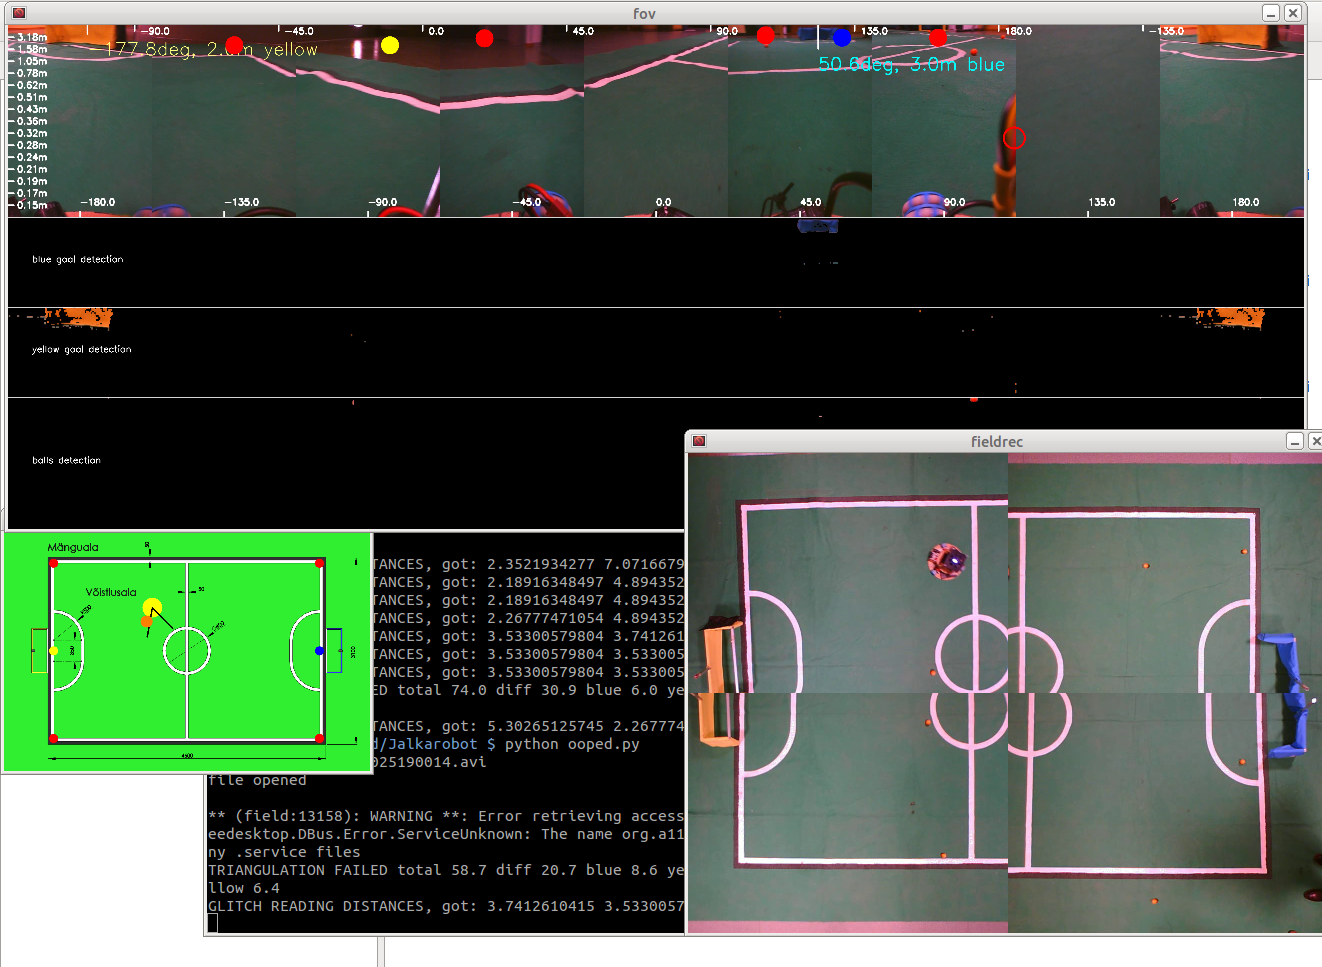 fov
-90.0 -45.0 0.0 45.0 90.0 135.0 180.0 -135.0
3.18m
1.58m
1.05m
0.78m
0.62m
0.51m
0.43m
0.36m
0.32m
0.28m
0.24m
0.21m
0.19m
0.17m
0.15m
-177.8deg, yellow
50.6deg, 3.0m blue
-180.0 -135.0 -90.0 -45.0 0.0 45.0 90.0 135.0 180.0
blue goal detection
yellow goal detection
balls detection
fieldrec
Mänguala
Võistlusala
50
4600
TANCES, got: 2.3521934277 7.0716679
TANCES, got: 2.18916348497 4.894352
TANCES, got: 2.18916348497 4.894352
TANCES, got: 2.26777471054 4.894352
TANCES, got: 3.53300579804 3.741261
TANCES, got: 3.53300579804 3.533005
TANCES, got: 3.53300579804 3.533005
ED total 74.0 diff 30.9 blue 6.0 ye
TANCES, got: 5.30265125745 2.267774
d/Jalkarobot $ python ooped.py
025190014.avi
file opened
** (field:13158): WARNING **: Error retrieving access
eedesktop.DBus.Error.ServiceUnknown: The name org.a11
ny .service files
TRIANGULATION FAILED total 58.7 diff 20.7 blue 8.6 ye
llow 6.4
GLITCH READING DISTANCES, got: 3.7412610415 3.5330057